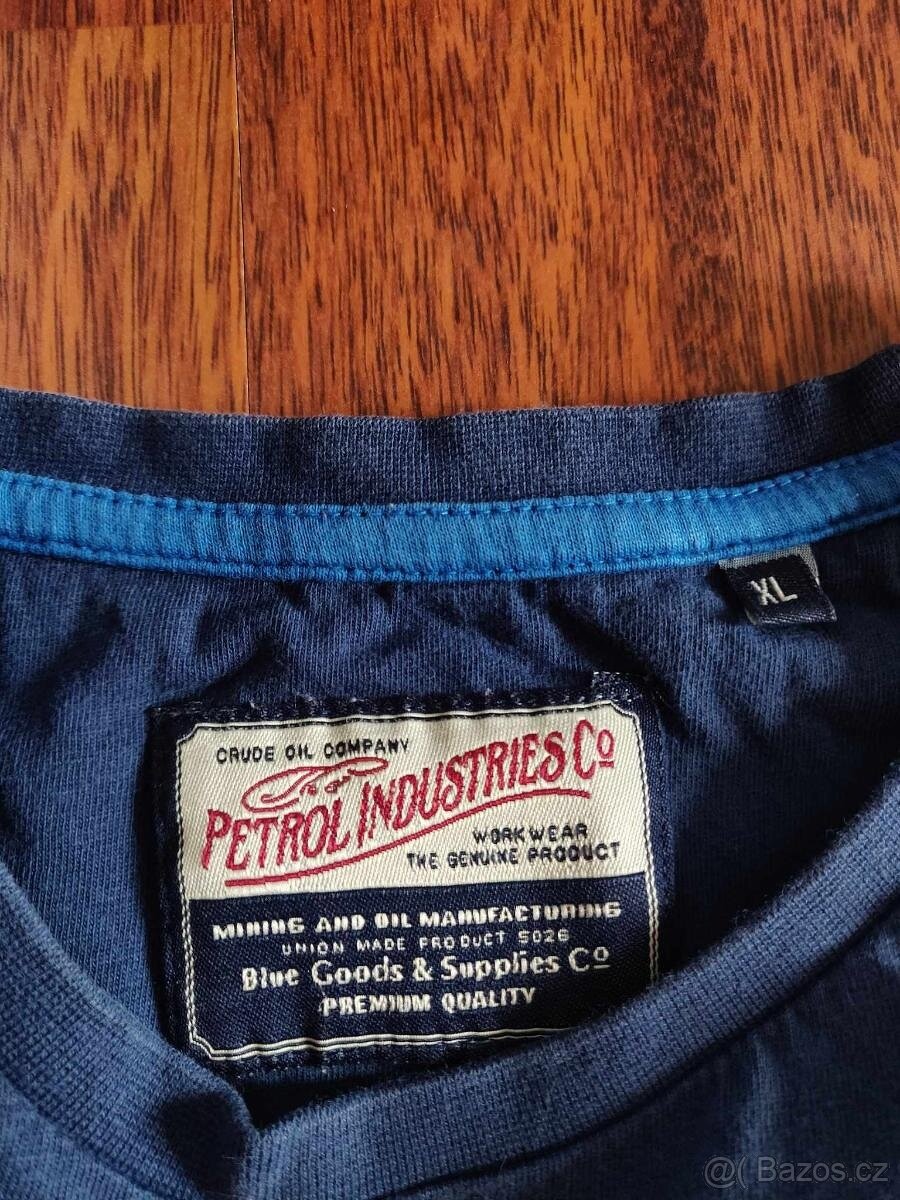 XL
CRUDE OIL COMPANY
PETROL INDUSTRIES Co
WORKWEAR
THE GENUINE PRODUCT
MINING AND OIL MANUFACTURING
UNION MADE PRODUCT 5026
Blue Goods & Supplies Co
PREMIUM QUALITY
@( Bazos.cz